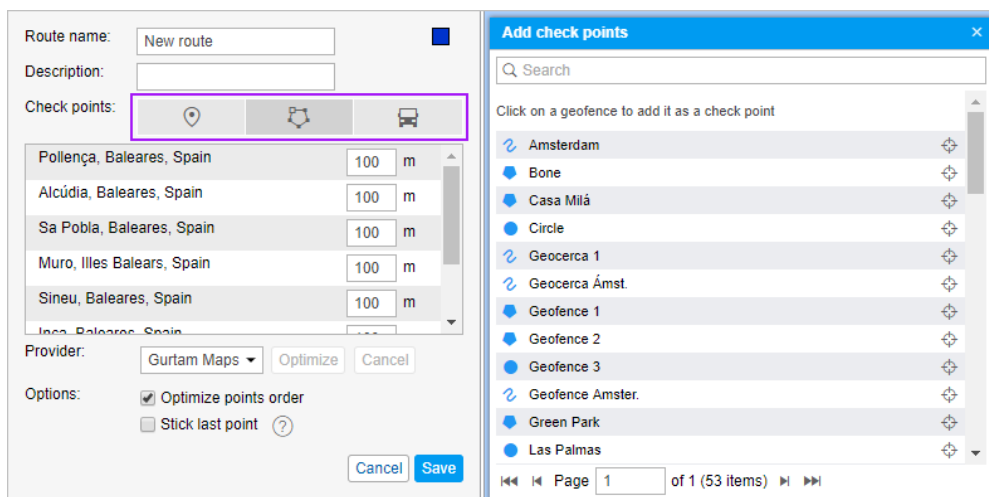 Route name: New route
Description:
Check points:
Pollença, Baleares, Spain 100 m
Alcúdia, Baleares, Spain 100 m
Sa Pobla, Baleares, Spain 100 m
Muro, Illes Balears, Spain 100 m
Sineu, Baleares, Spain 100 m
Inca, Baleares, Spain
Provider: Gurtam Maps Optimize Cancel
Options: Optimize points order
Stick last point ?
Cancel Save
Add check points ×
Search
Click on a geofence to add it as a check point
Amsterdam
Bone
Casa Milá
Circle
Geocerca 1
Geocerca Ámst.
Geofence 1
Geofence 2
Geofence 3
Geofence Amster.
Green Park
Las Palmas
Page 1 of 1 (53 items)